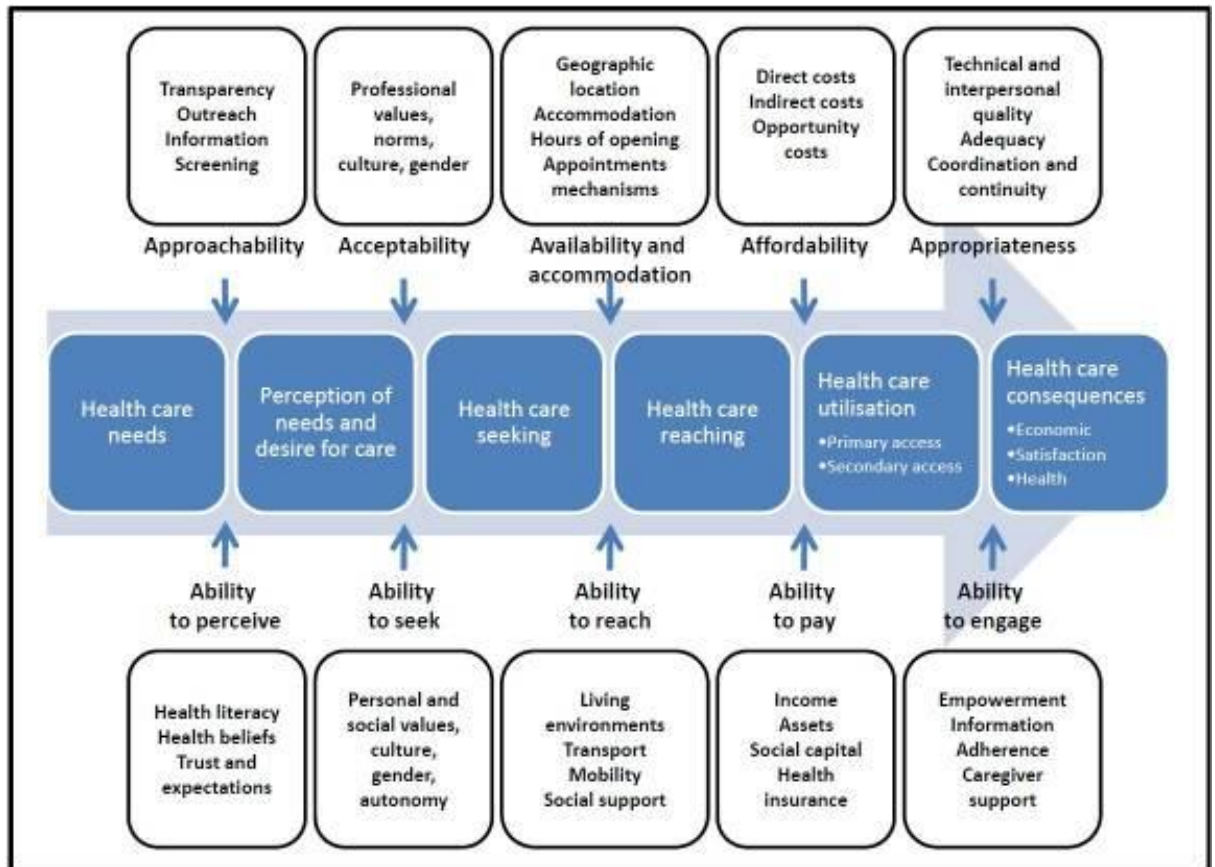 Transparency
Outreach
Information
Screening
Professional
values,
norms,
culture, gender
Geographic
location
Accommodation
Hours of opening
Appointments
mechanisms
Direct costs
Indirect costs
Opportunity
costs
Technical and
interpersonal
quality
Adequacy
Coordination and
continuity
Approachability
Acceptability
Availability and
accommodation
Affordability
Appropriateness
Health care
needs
Perception of
needs and
desire for care
Health care
seeking
Health care
reaching
Health care
utilisation
•Primary access
•Secondary access
Health care
consequences
•Economic
•Satisfaction
•Health
Ability
to perceive
Ability
to seek
Ability
to reach
Ability
to pay
Ability
to engage
Health literacy
Health beliefs
Trust and
expectations
Personal and
social values,
culture,
gender,
autonomy
Living
environments
Transport
Mobility
Social support
Income
Assets
Social capital
Health
insurance
Empowerment
Information
Adherence
Caregiver
support